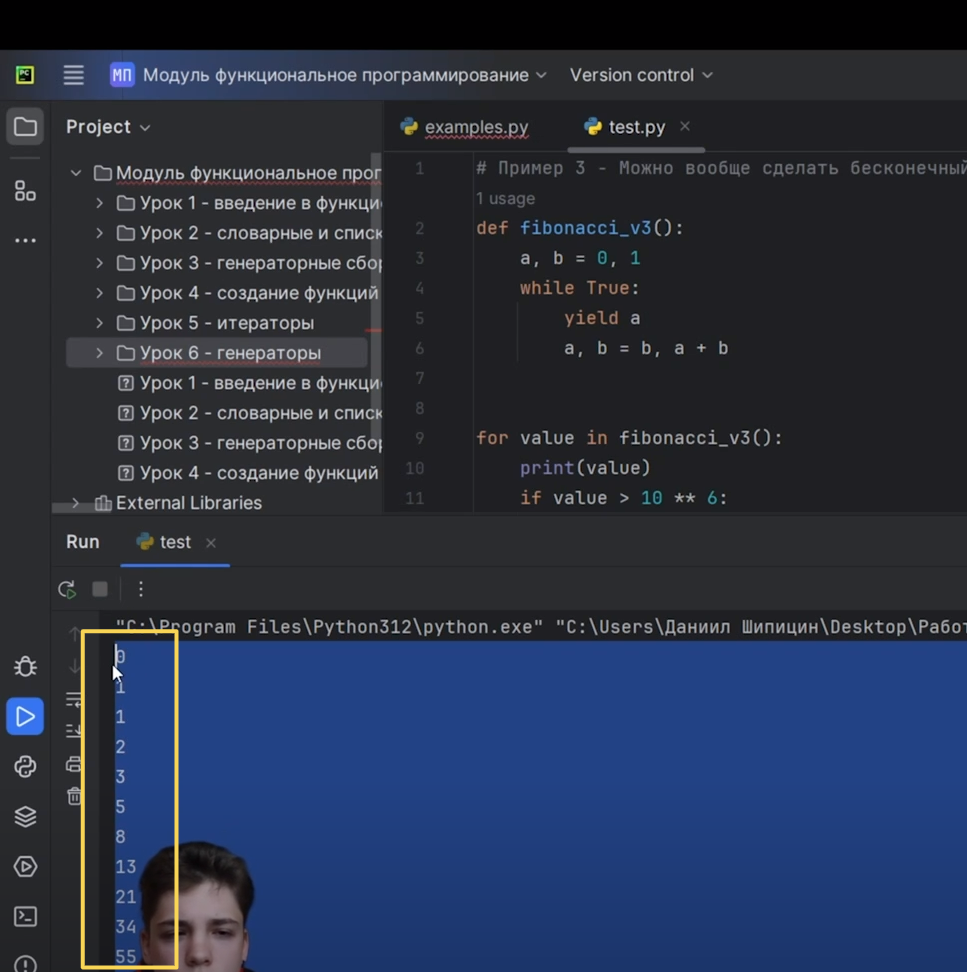 PC МП Модуль функциональное программирование Version control
Project
examples.py test.py
Модуль функциональное прог
Урок 1 - введение в функци
Урок 2 - словарные и списк
Урок 3 - генераторные сбор
Урок 4 - создание функций
Урок 5 - итераторы
Урок 6 - генераторы
Урок 1 - введение в функци
Урок 2 - словарные и списк
Урок 3 - генераторные сбор
Урок 4 - создание функций
External Libraries
1 # Пример 3 - Можно вообще сделать бесконечный
1 usage
2 def fibonacci_v3():
3 a, b = 0, 1
4 while True:
5 yield a
6 a, b = b, a + b
7
8
9 for value in fibonacci_v3():
10 print(value)
11 if value > 10 ** 6:
Run test
"C:\Program Files\Python312\python.exe" "C:\Users\Даниил Шипицин\Desktop\Работ
0
1
1
2
3
5
8
13
21
34
55